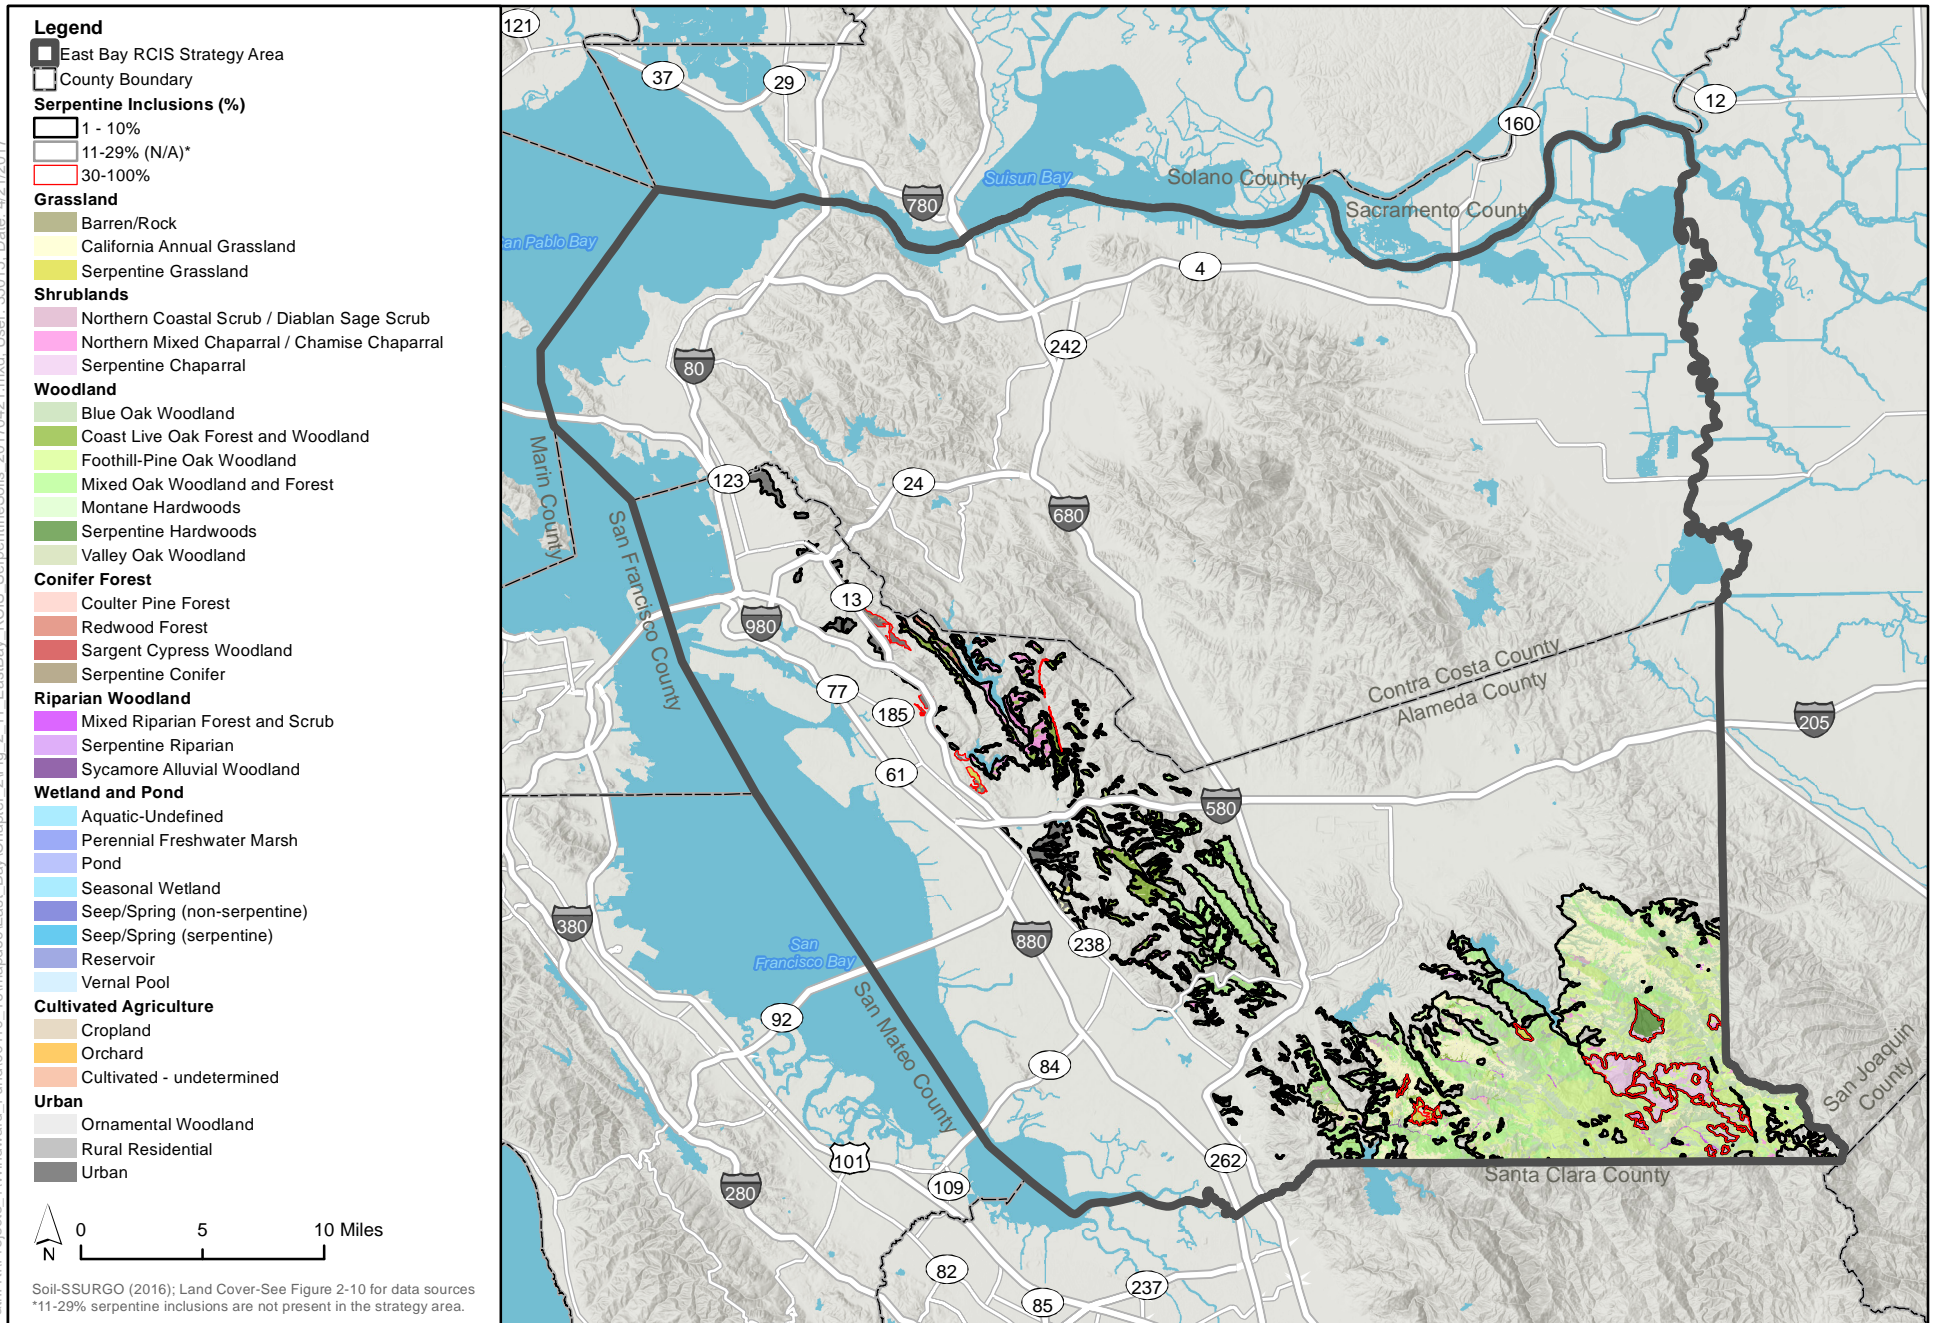 Legend
East Bay RCIS Strategy Area
County Boundary
Serpentine Inclusions (%)
1 - 10%
11-29% (N/A)*
30-100%
Grassland
Barren/Rock
California Annual Grassland
Serpentine Grassland
Shrublands
Northern Coastal Scrub / Diablan Sage Scrub
Northern Mixed Chaparral / Chamise Chaparral
Serpentine Chaparral
Woodland
Blue Oak Woodland
Coast Live Oak Forest and Woodland
Foothill-Pine Oak Woodland
Mixed Oak Woodland and Forest
Montane Hardwoods
Serpentine Hardwoods
Valley Oak Woodland
Conifer Forest
Coulter Pine Forest
Redwood Forest
Sargent Cypress Woodland
Serpentine Conifer
Riparian Woodland
Mixed Riparian Forest and Scrub
Serpentine Riparian
Sycamore Alluvial Woodland
Wetland and Pond
Aquatic-Undefined
Perennial Freshwater Marsh
Pond
Seasonal Wetland
Seep/Spring (non-serpentine)
Seep/Spring (serpentine)
Reservoir
Vernal Pool
Cultivated Agriculture
Cropland
Orchard
Cultivated - undetermined
Urban
Ornamental Woodland
Rural Residential
Urban
N
0 5 10 Miles
Soil-SSURGO (2016); Land Cover-See Figure 2-10 for data sources
*11-29% serpentine inclusions are not present in the strategy area.
121
37
29
12
160
780
Suisun Bay
Solano County
Sacramento County
an Pablo Bay
4
242
80
Marin County
123
24
680
San Francisco County
13
980
Contra Costa County
Alameda County
77
185
205
61
580
380
880
238
San
Francisco Bay
92
San Mateo County
84
San Joaquin
County
101
262
109
280
Santa Clara County
82
237
85